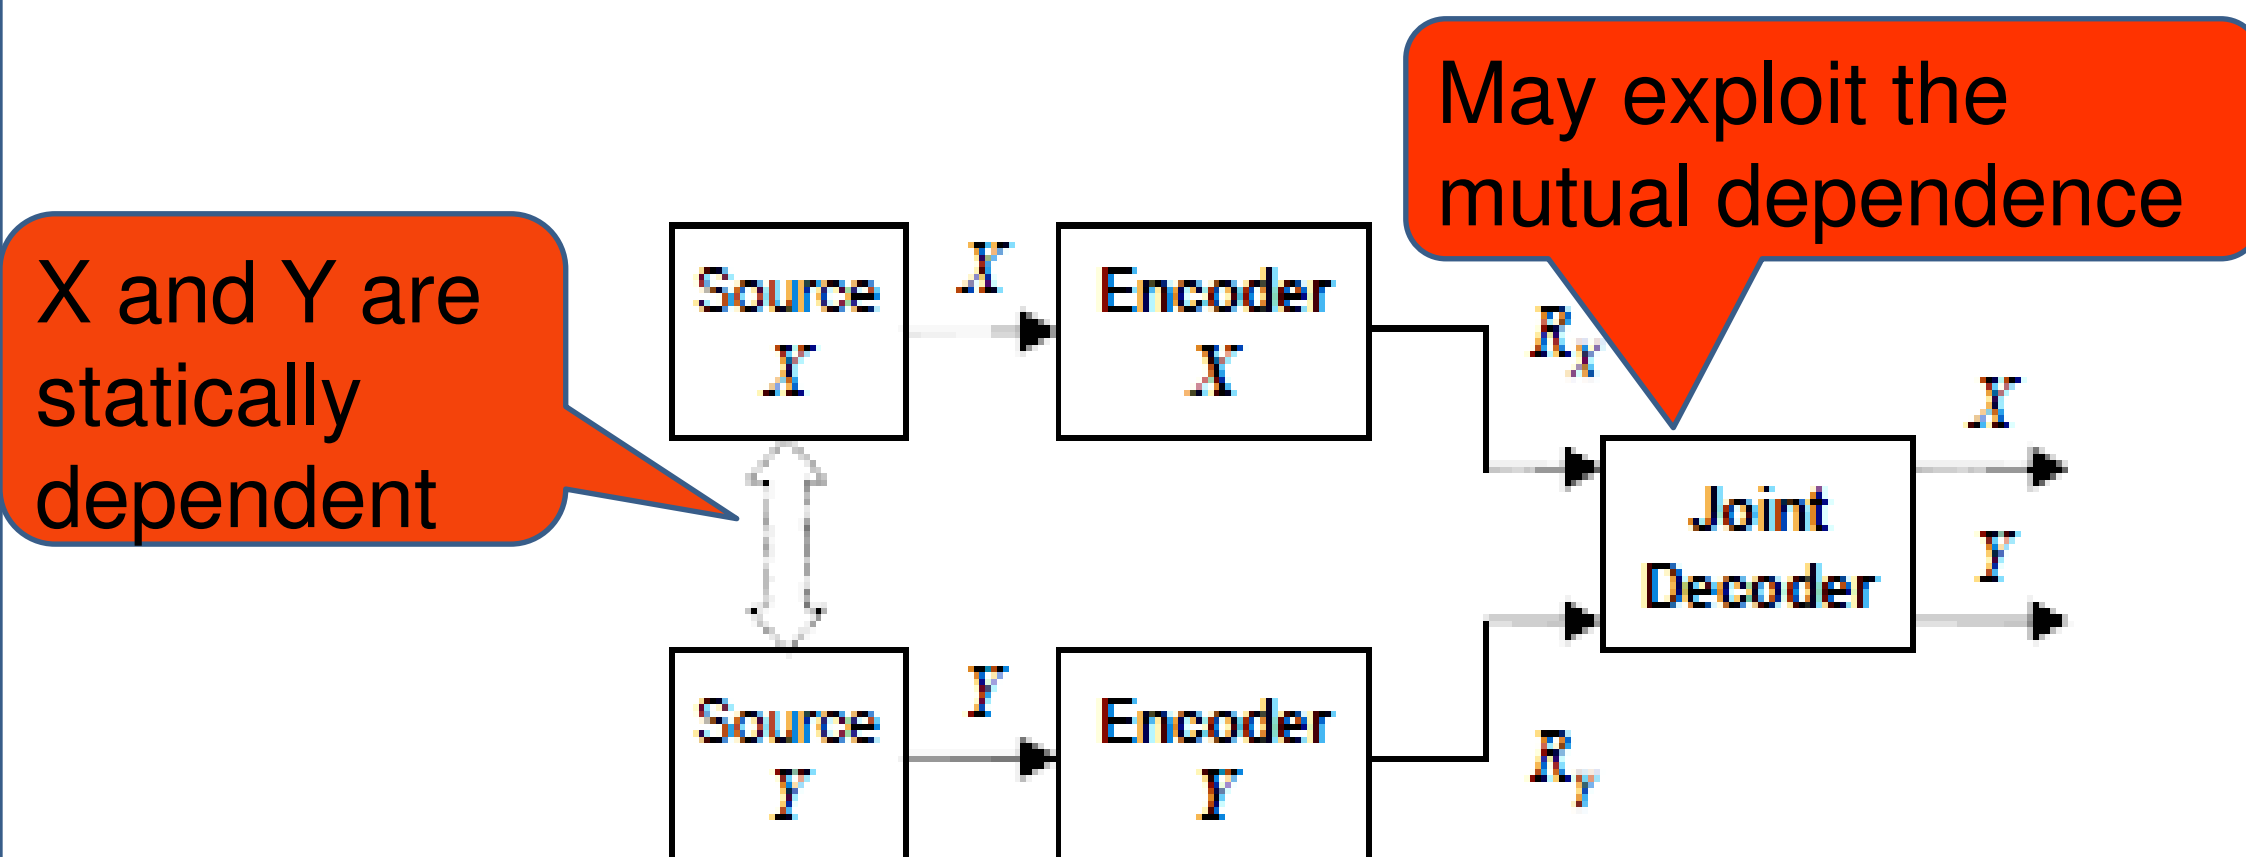 May exploit the
mutual dependence
X and Y are
statically
dependent
Source
X
X
Encoder
X
R_X
X
Joint
Decoder
Y
Source
Y
Y
Encoder
Y
R_Y